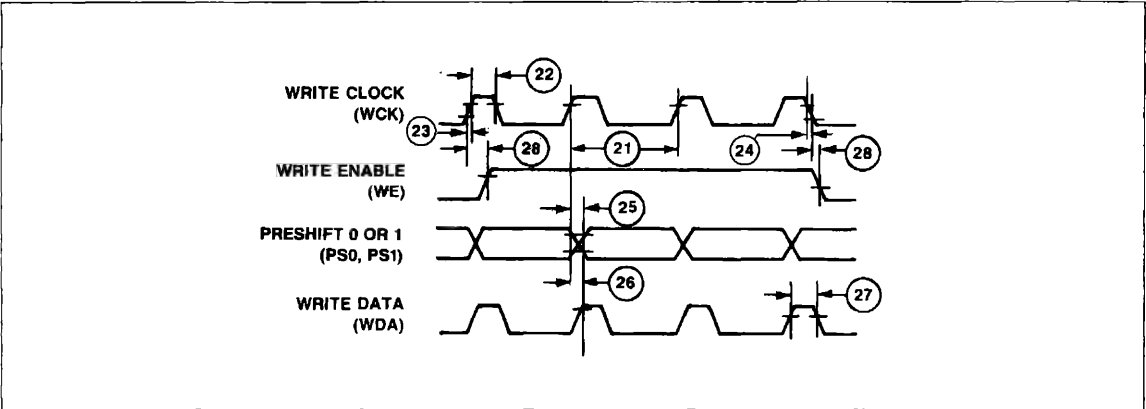 22
WRITE CLOCK
(WCK)
23
28
21
24
28
WRITE ENABLE
(WE)
25
PRESHIFT 0 OR 1
(PS0, PS1)
26
27
WRITE DATA
(WDA)